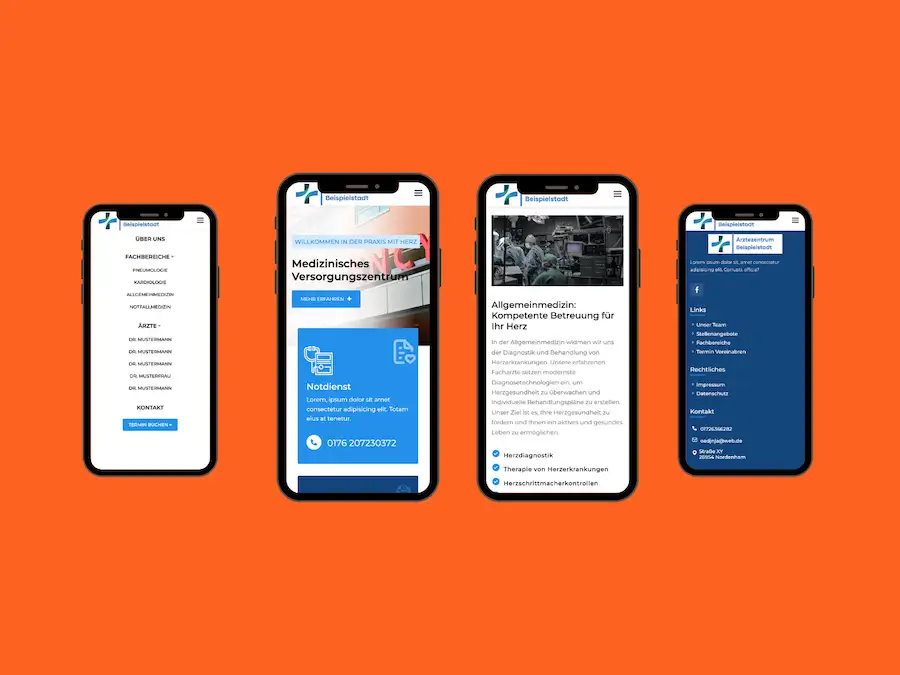 Beispielstadt
ÜBER UNS
FACHBEREICHE
PNEUMOLOGIE
KARDIOLOGIE
ALLGEMEINMEDIZIN
NOTFALLMEDIZIN
ÄRZTE
DR. MUSTERMANN
DR. MUSTERMANN
DR. MUSTERMANN
DR. MUSTERFRAU
DR. MUSTERMANN
KONTAKT
TERMIN BUCHEN
Beispielstadt
WILLKOMMEN IN DER PRAXIS MIT HERZ
Medizinisches
Versorgungszentrum
MEHR ERFAHREN +
Notdienst
Lorem, ipsum dolor sit amet
consectetur adipisicing elit. Totam
eius at tenetur.
0176 207230372
Beispielstadt
Allgemeinmedizin:
Kompetente Betreuung für
Ihr Herz
In der Allgemeinmedizin widmen wir uns
der Diagnostik und Behandlung von
Herzerkrankungen. Unsere erfahrenen
Fachärzte setzen modernste
Diagnosetechnologien ein, um
Herzgesundheit zu überwachen und
individuelle Behandlungspläne zu erstellen.
Unser Ziel ist es, Ihre Herzgesundheit zu
fördern und Ihnen ein aktives und gesundes
Leben zu ermöglichen.
Herzdiagnostik
Therapie von Herzerkrankungen
Herzschrittmacherkontrollen
Beispielstadt
Ärztezentrum
Beispielstadt
Lorem ipsum dolor sit, amet consectetur
adipisicing elit. Corrupti, officia?
Links
Unser Team
Stellenangebote
Fachbereiche
Termin Vereinabren
Rechtliches
Impressum
Datenschutz
Kontakt
01726366282
oadjnja@web.de
Straße XY
26954 Nordenham